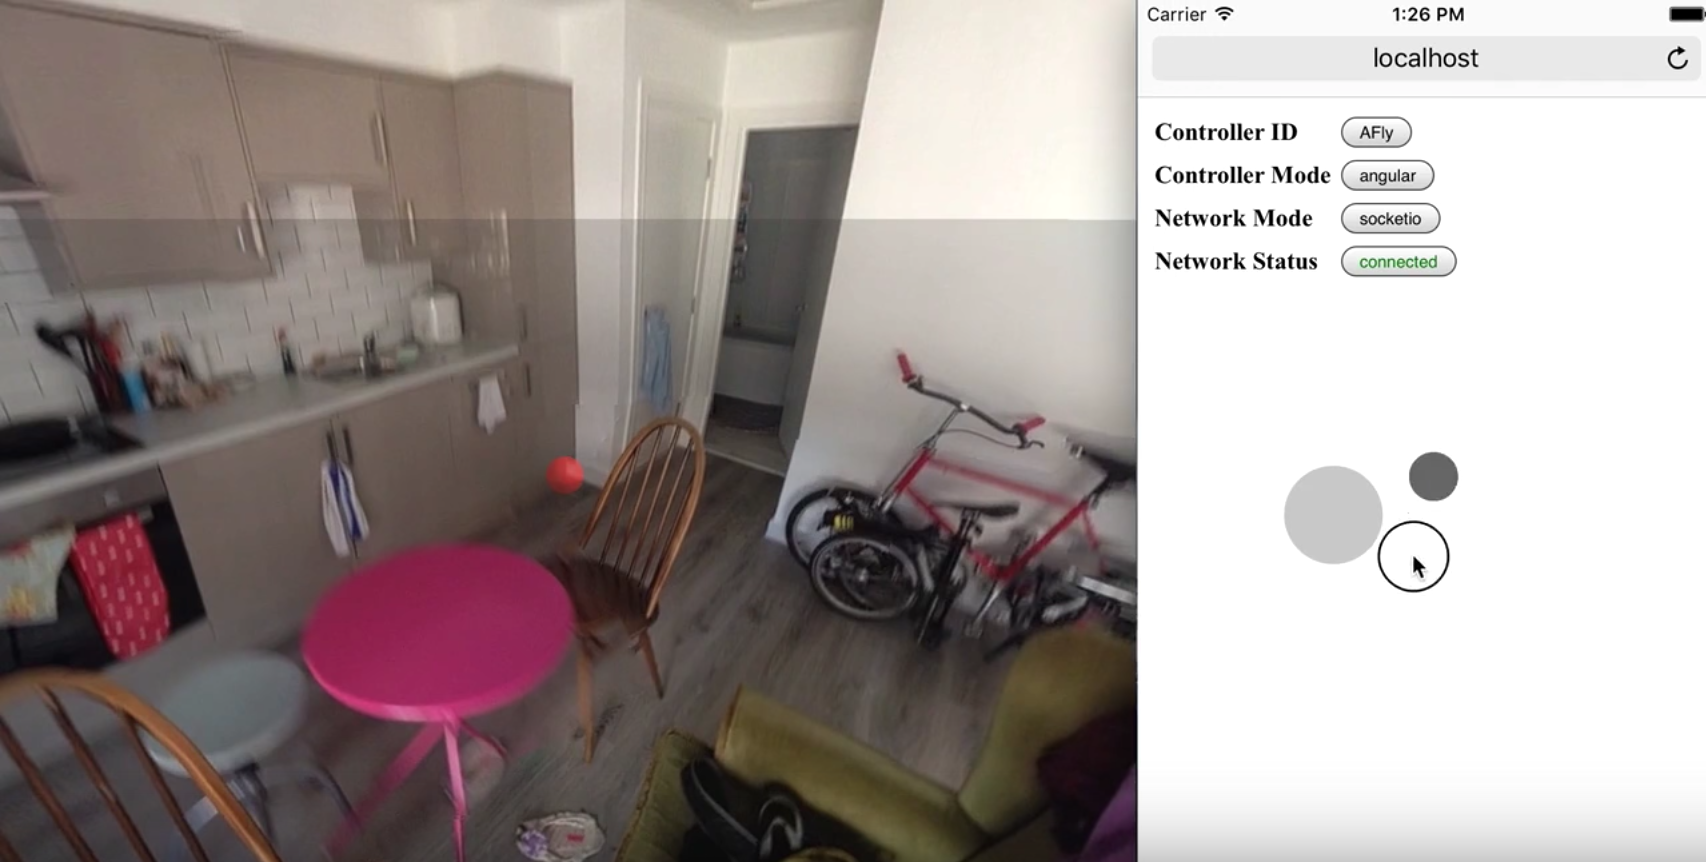 Carrier 1:26 PM
localhost
Controller ID AFly
Controller Mode angular
Network Mode socketio
Network Status connected